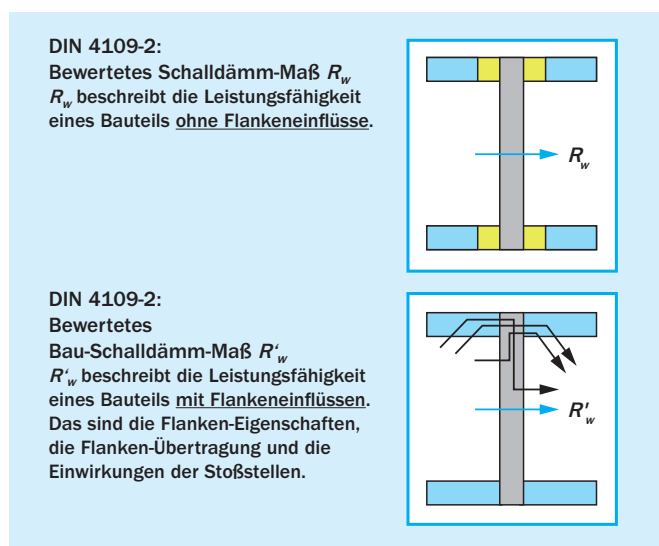 DIN 4109-2:
Bewertetes Schalldämm-Maß Rw
Rw beschreibt die Leistungsfähigkeit
eines Bauteils ohne Flankeneinflüsse.
Rw
DIN 4109-2:
Bewertetes
Bau-Schalldämm-Maß R‘w
R‘w beschreibt die Leistungsfähigkeit
eines Bauteils mit Flankeneinflüssen.
Das sind die Flanken-Eigenschaften,
die Flanken-Übertragung und die
Einwirkungen der Stoßstellen.
R'w